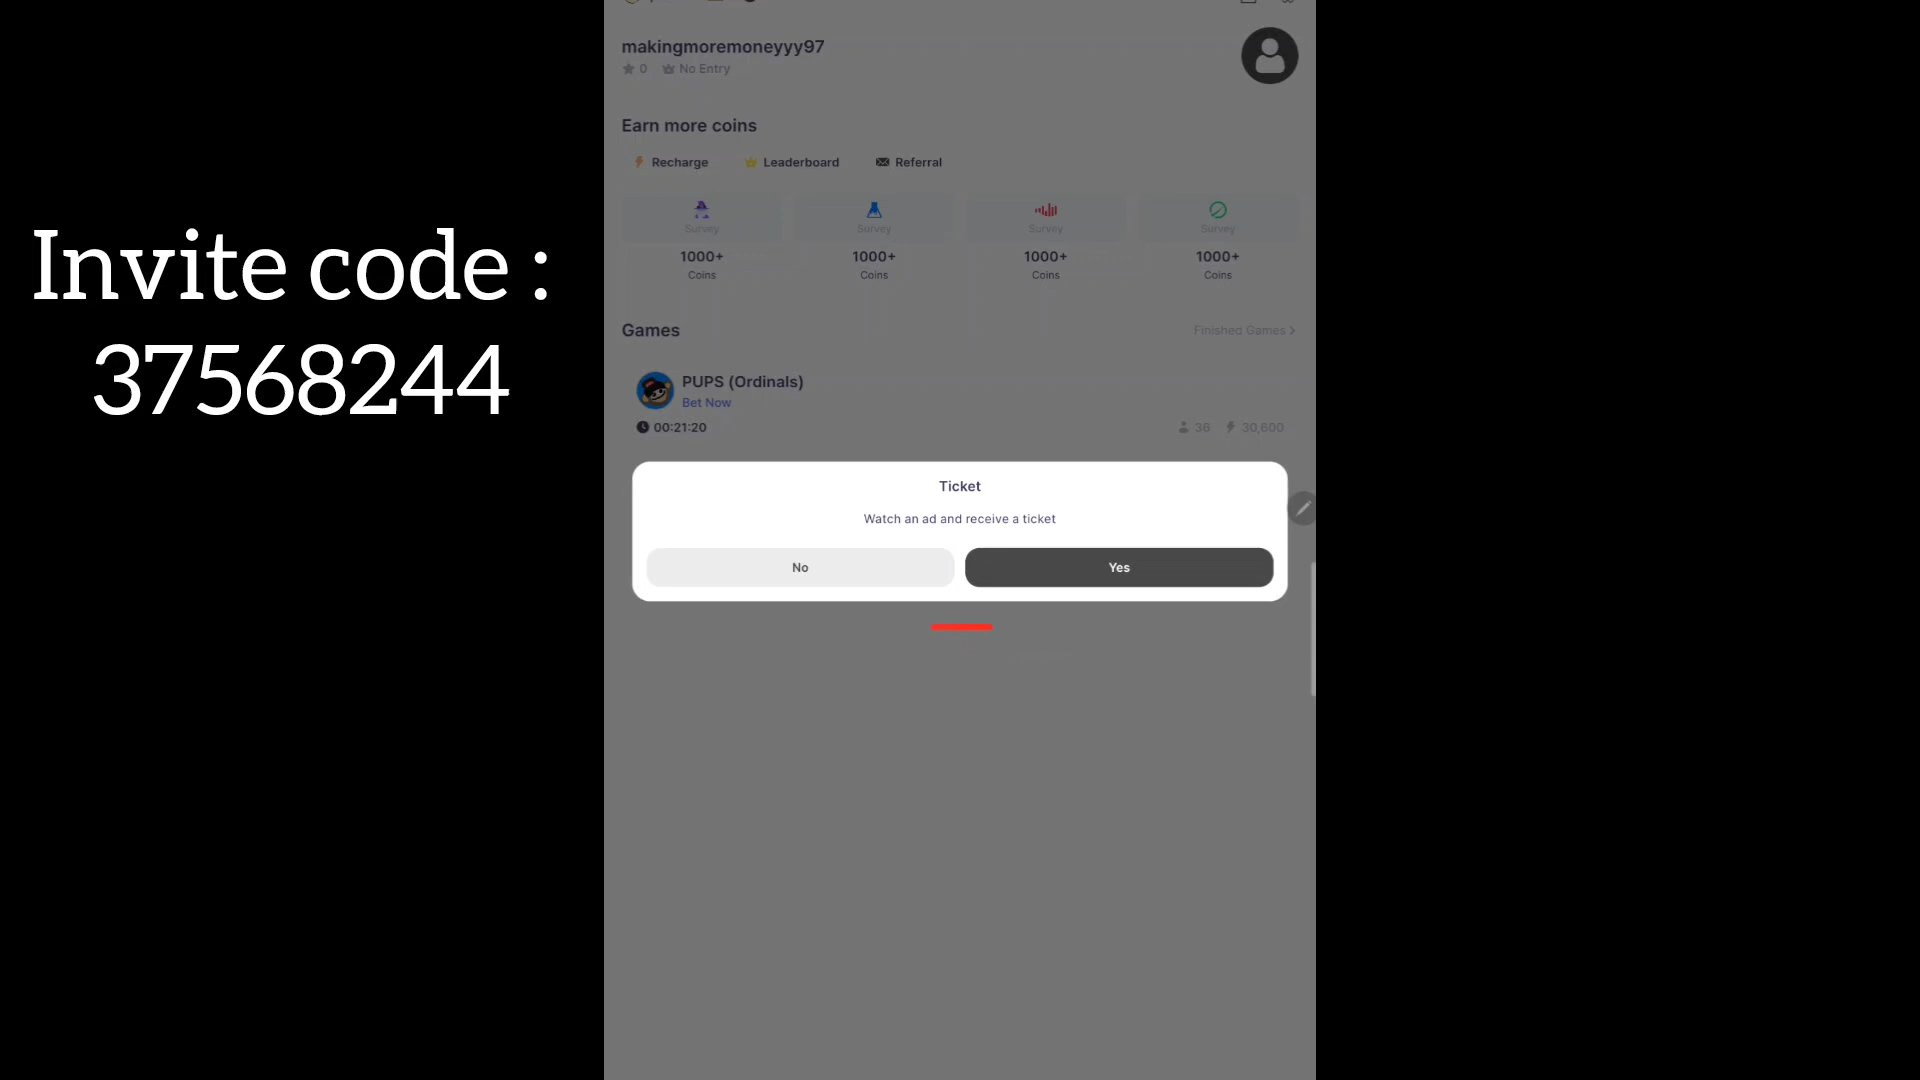 Invite code :
37568244
makingmoremoneyyy97
0 No Entry
Earn more coins
Recharge Leaderboard Referral
Survey Survey Survey Survey
1000+ 1000+ 1000+ 1000+
Coins Coins Coins Coins
Games Finished Games
PUPS (Ordinals)
Bet Now
00:21:20 36 30,600
Ticket
Watch an ad and receive a ticket
No Yes